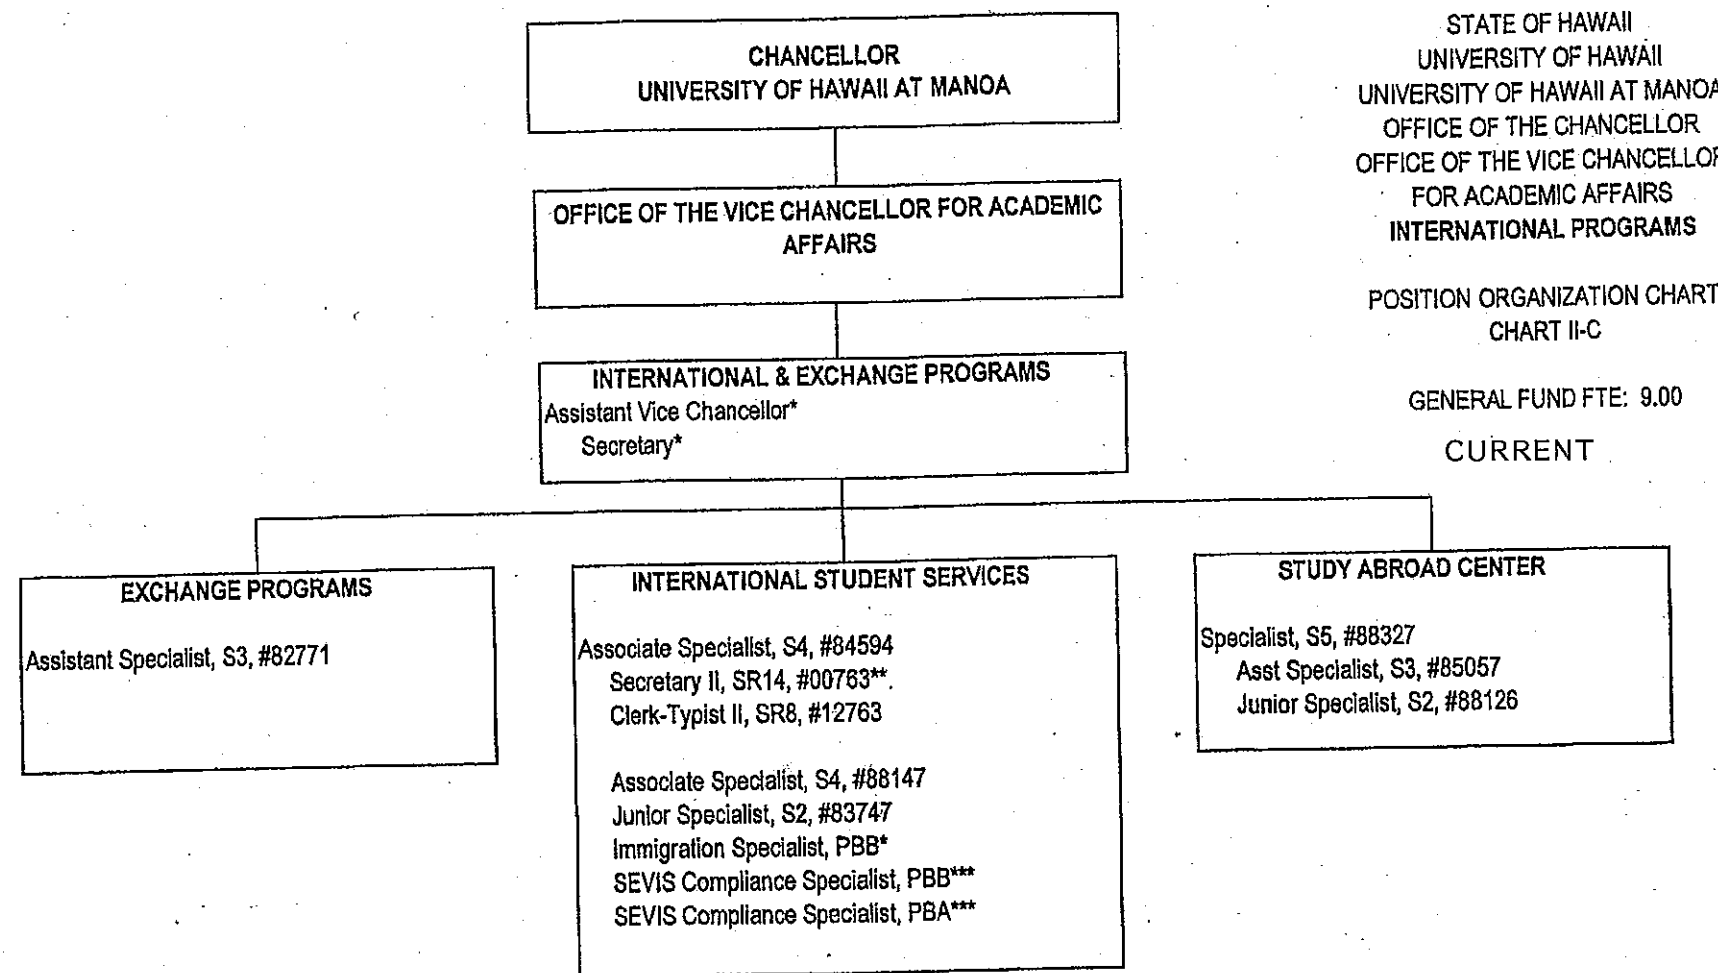 STATE OF HAWAII
UNIVERSITY OF HAWAII
UNIVERSITY OF HAWAII AT MANOA
OFFICE OF THE CHANCELLOR
OFFICE OF THE VICE CHANCELLOR
FOR ACADEMIC AFFAIRS
INTERNATIONAL PROGRAMS
POSITION ORGANIZATION CHART
CHART II-C
GENERAL FUND FTE: 9.00
CURRENT
CHANCELLOR
UNIVERSITY OF HAWAII AT MANOA
OFFICE OF THE VICE CHANCELLOR FOR ACADEMIC
AFFAIRS
INTERNATIONAL & EXCHANGE PROGRAMS
Assistant Vice Chancellor*
Secretary*
EXCHANGE PROGRAMS
Assistant Specialist, S3, #82771
INTERNATIONAL STUDENT SERVICES
Associate Specialist, S4, #84594
Secretary II, SR14, #00763**.
Clerk-Typist II, SR8, #12763
Associate Specialist, S4, #88147
Junior Specialist, S2, #83747
Immigration Specialist, PBB*
SEVIS Compliance Specialist, PBB***
SEVIS Compliance Specialist, PBA***
STUDY ABROAD CENTER
Specialist, S5, #88327
Asst Specialist, S3, #85057
Junior Specialist, S2, #88126